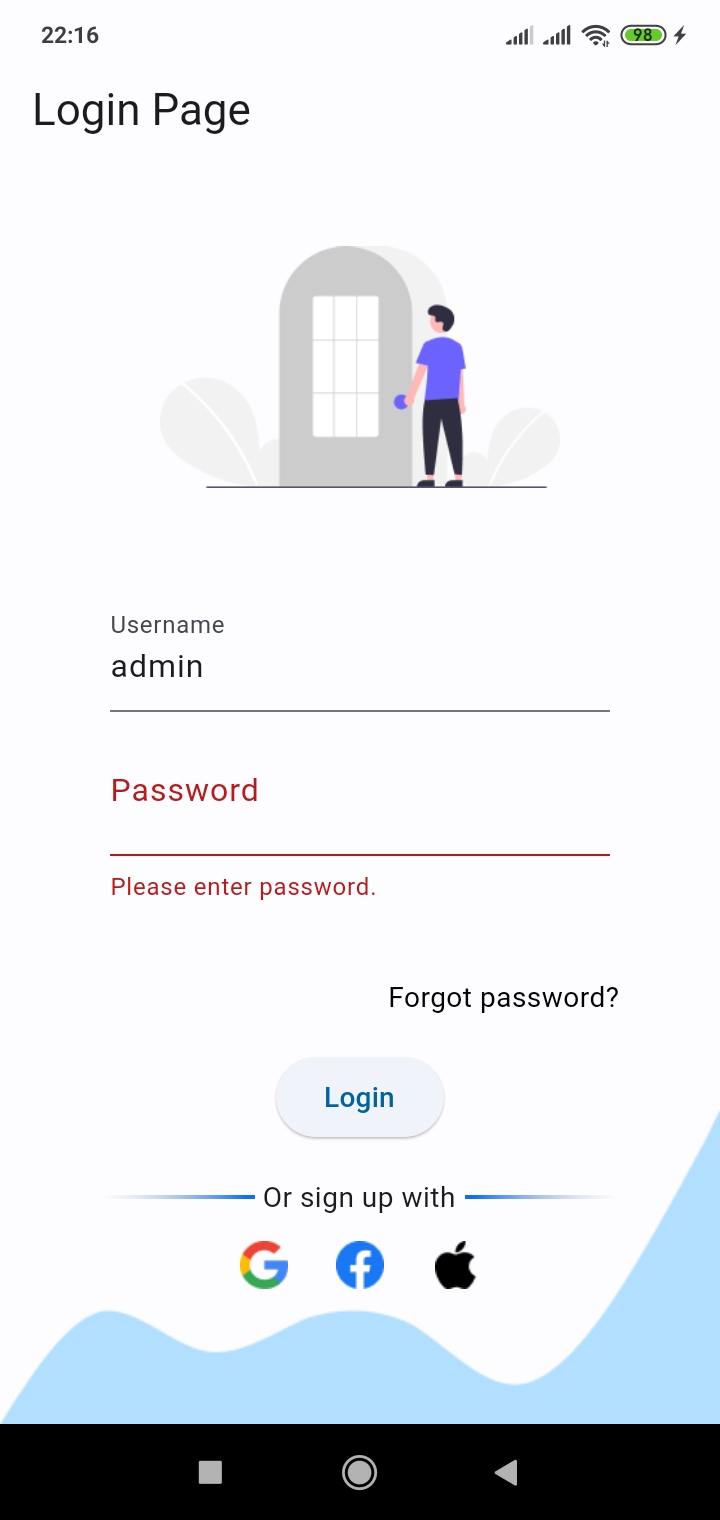 22:16
98
Login Page
Username
admin
Password
Please enter password.
Forgot password?
Login
Or sign up with